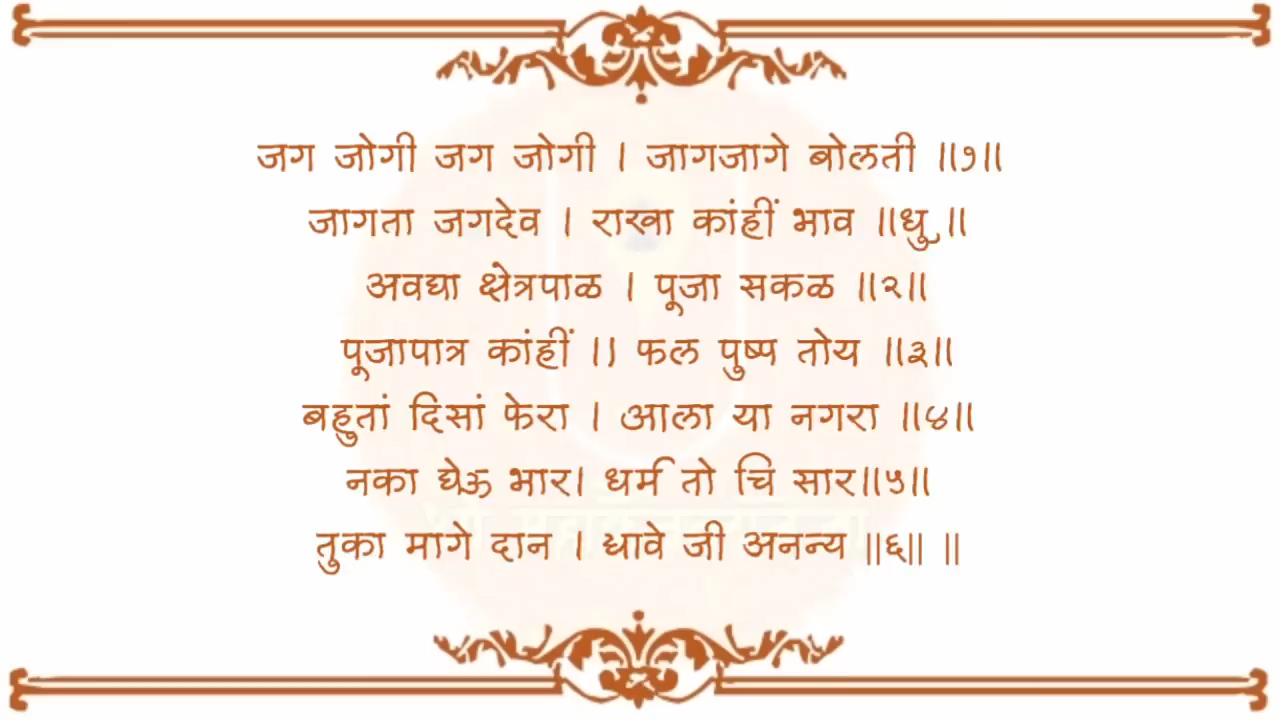 जग जोगी जग जोगी । जागजागे बोलती ॥१॥
जागता जगदेव । राखा कांहीं भाव ॥धृ॥
अवघा क्षेत्रपाळ । पूजा सकळ ॥२॥
पूजापात्र कांहीं ।। फल पुष्प तोय ॥३॥
बहुतां दिसां फेरा । आला या नगरा ॥४॥
नका घेऊ भार। धर्म तो चि सार॥५॥
तुका मागे दान । द्यावे जी अनन्य ॥६॥ ॥